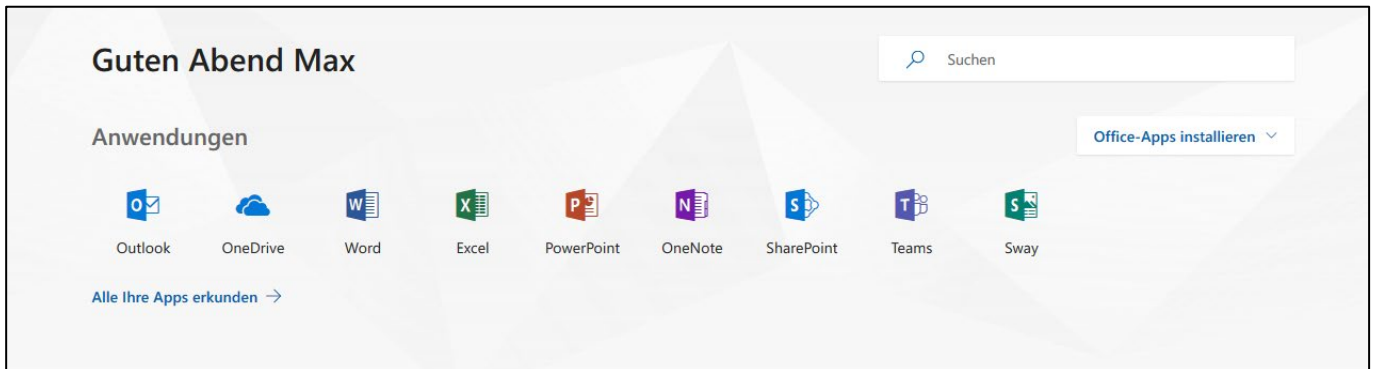 Guten Abend Max
Suchen
Anwendungen
Office-Apps installieren
Outlook OneDrive Word Excel PowerPoint OneNote SharePoint Teams Sway
Alle Ihre Apps erkunden →